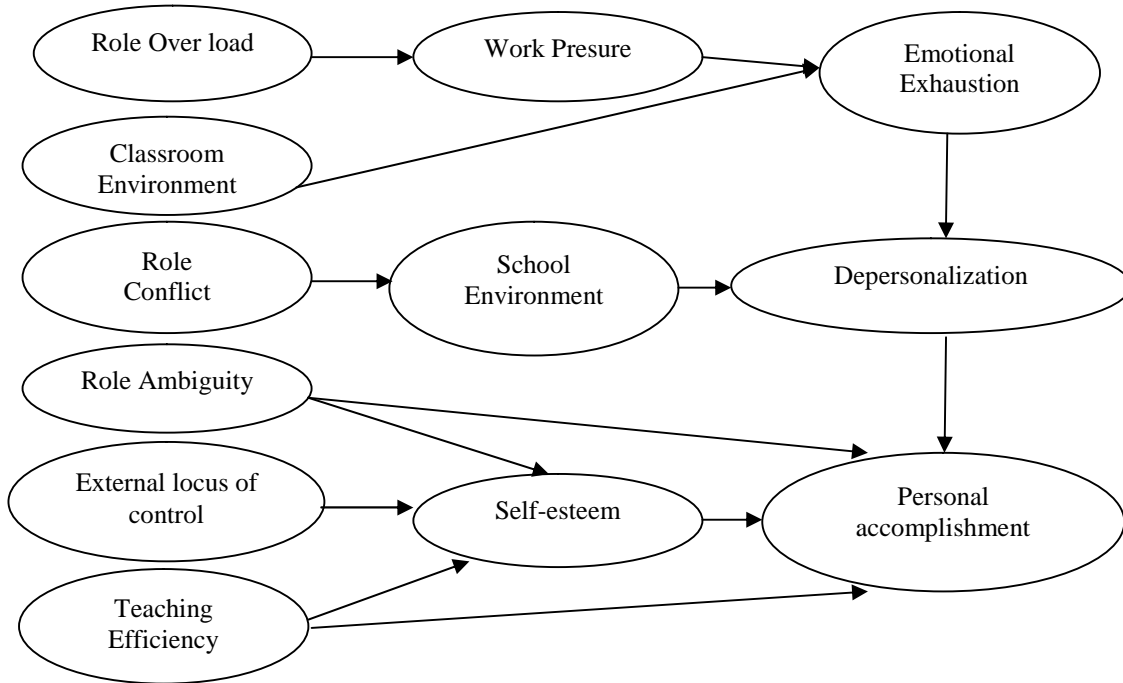 Role Over load
Work Presure
Emotional
Exhaustion
Classroom
Environment
Role
Conflict
School
Environment
Depersonalization
Role Ambiguity
External locus of
control
Self-esteem
Personal
accomplishment
Teaching
Efficiency